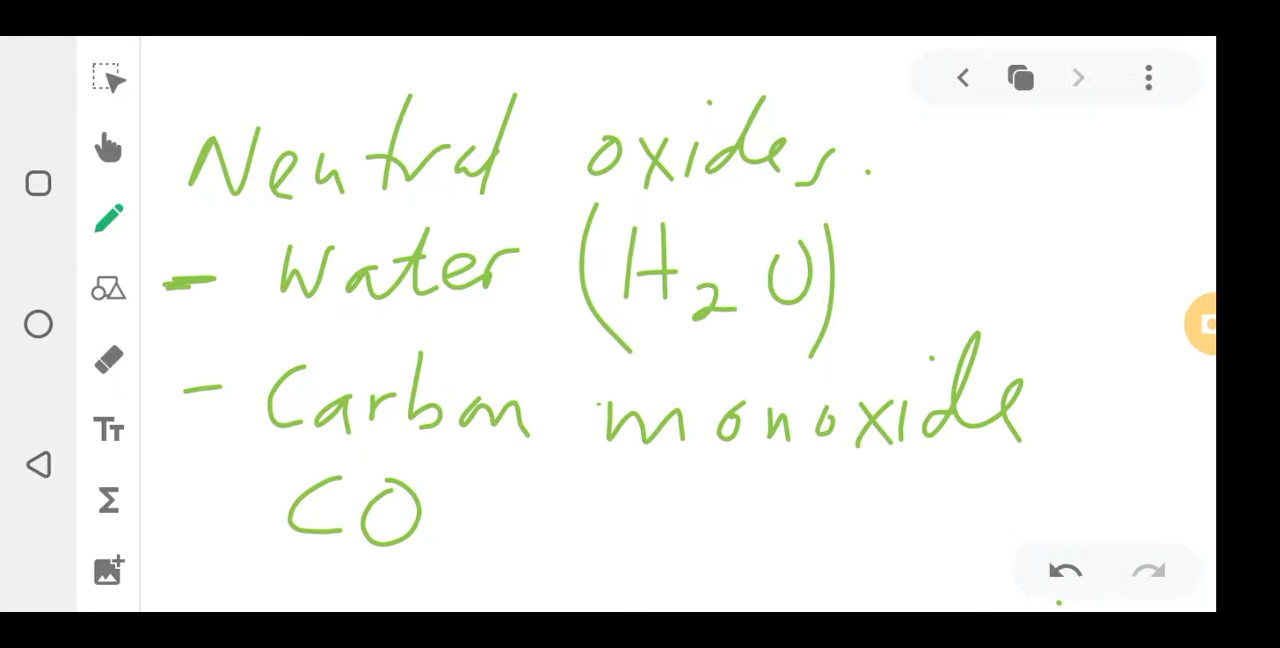 Neutral oxides.
- Water (H₂O)
- Carbon monoxide
CO